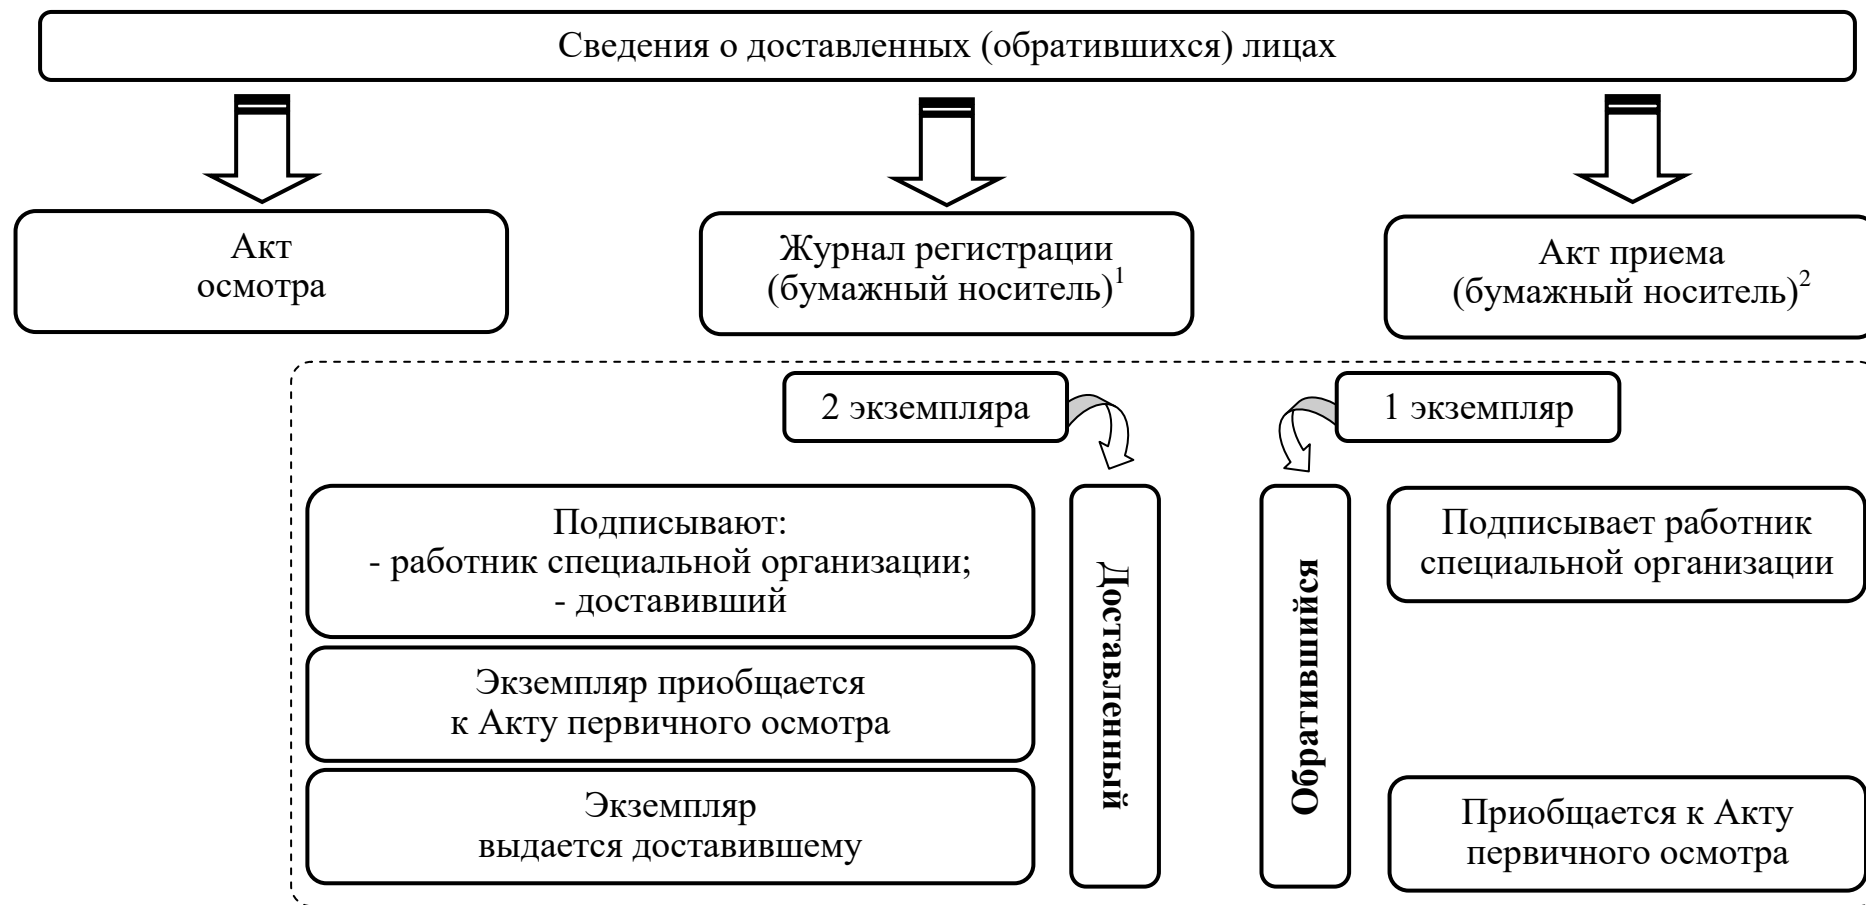 Сведения о доставленных (обратившихся) лицах
Акт
осмотра
Журнал регистрации
(бумажный носитель)1
Акт приема
(бумажный носитель)2
2 экземпляра
1 экземпляр
Подписывают:
- работник специальной организации;
- доставивший
Экземпляр приобщается
к Акту первичного осмотра
Экземпляр
выдается доставившему
Доставленный
Обратившийся
Подписывает работник
специальной организации
Приобщается к Акту
первичного осмотра